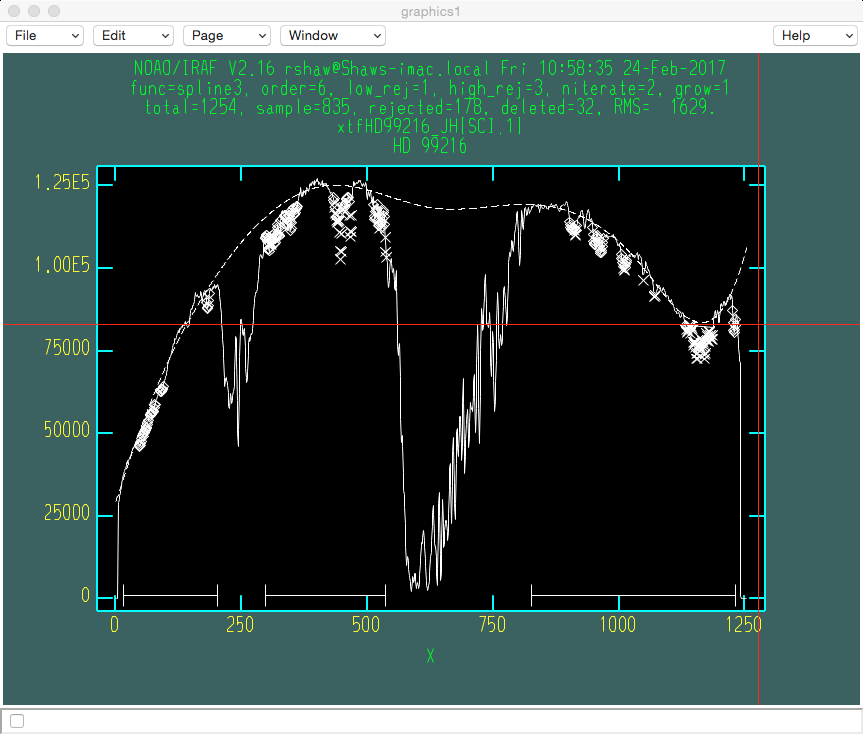 graphics1
File Edit Page Window Help
NOAO/IRAF V2.16 rshaw@Shaws-imac.local Fri 10:58:35 24-Feb-2017
func=spline3, order=6, low_rej=1, high_rej=3, niterate=2, grow=1
total=1254, sample=835, rejected=178, deleted=32, RMS= 1629.
xtfHD99216_JH[SCI,1]
HD 99216
1.25E5
1.00E5
75000
50000
25000
0
0 250 500 750 1000 1250
X